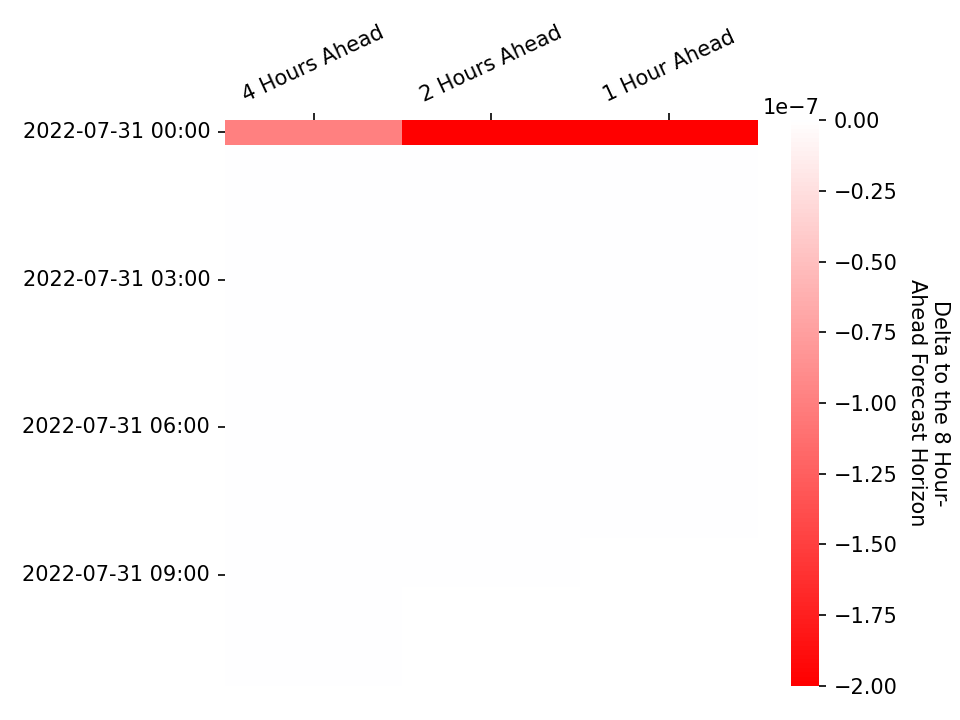 4 Hours Ahead
2 Hours Ahead
1 Hour Ahead
1e−7
2022-07-31 00:00
2022-07-31 03:00
2022-07-31 06:00
2022-07-31 09:00
0.00
−0.25
−0.50
−0.75
−1.00
−1.25
−1.50
−1.75
−2.00
Delta to the 8 Hour-
Ahead Forecast Horizon